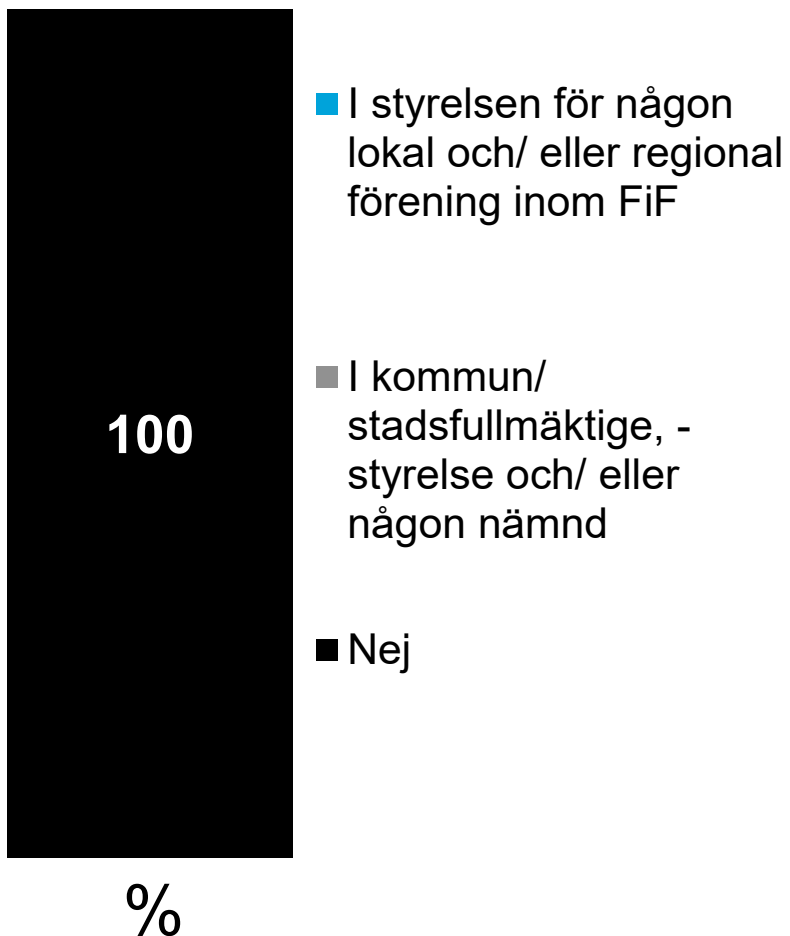 I styrelsen för någon
lokal och/ eller regional
förening inom FiF
I kommun/
stadsfullmäktige, -
styrelse och/ eller
någon nämnd
Nej
100
%